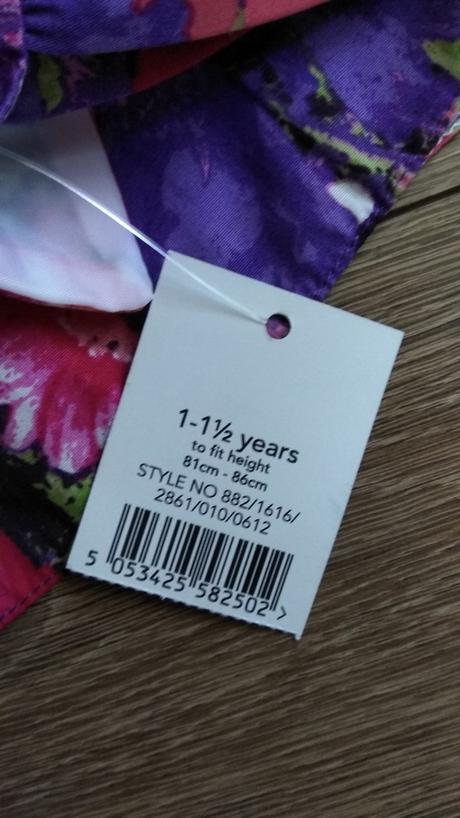 1-1½ years
to fit height
81cm - 86cm
STYLE NO 882/1616/
2861/010/0612
5 053425 582502 >